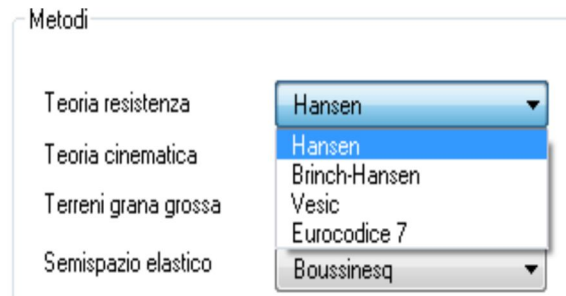 Metodi
Teoria resistenza Hansen
Hansen
Teoria cinematica
Brinch-Hansen
Terreni grana grossa Vesic
Eurocodice 7
Semispazio elastico Boussinesq